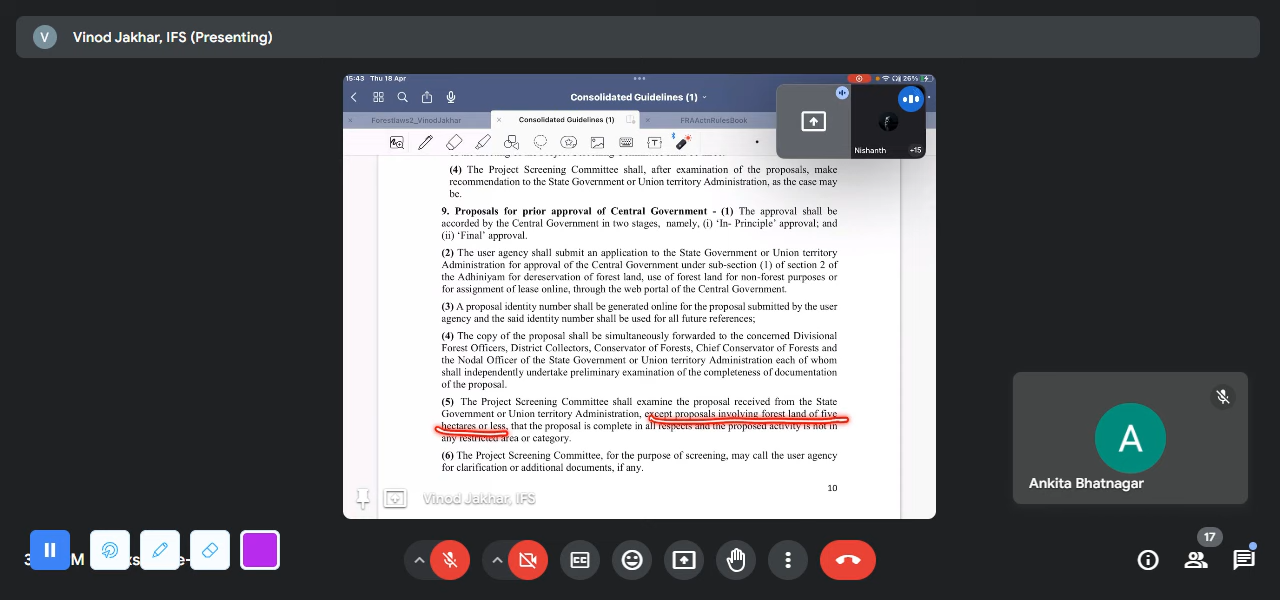 V
Vinod Jakhar, IFS (Presenting)
15:43 Thu 18 Apr
26%
Consolidated Guidelines (1)
Forestlaws2_VinodJakhar
Consolidated Guidelines (1)
FRAActnRulesBook
Nishanth
+15
(4) The Project Screening Committee shall, after examination of the proposals, make
recommendation to the State Government or Union territory Administration, as the case may
be.
9. Proposals for prior approval of Central Government - (1) The approval shall be
accorded by the Central Government in two stages, namely, (i) ‘In- Principle’ approval; and
(ii) ‘Final’ approval.
(2) The user agency shall submit an application to the State Government or Union territory
Administration for approval of the Central Government under sub-section (1) of section 2 of
the Adhiniyam for dereservation of forest land, use of forest land for non-forest purposes or
for assignment of lease online, through the web portal of the Central Government.
(3) A proposal identity number shall be generated online for the proposal submitted by the user
agency and the said identity number shall be used for all future references;
(4) The copy of the proposal shall be simultaneously forwarded to the concerned Divisional
Forest Officers, District Collectors, Conservator of Forests, Chief Conservator of Forests and
the Nodal Officer of the State Government or Union territory Administration each of whom
shall independently undertake preliminary examination of the completeness of documentation
of the proposal.
(5) The Project Screening Committee shall examine the proposal received from the State
Government or Union territory Administration, except proposals involving forest land of five
hectares or less, that the proposal is complete in all respects and the proposed activity is not in
any restricted area or category.
(6) The Project Screening Committee, for the purpose of screening, may call the user agency
for clarification or additional documents, if any.
10
Vinod Jakhar, IFS
A
Ankita Bhatnagar
17